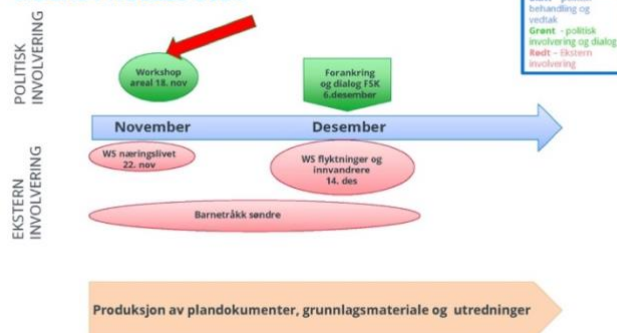 behandling og
vedtak
Grønt - politisk
involvering og dialog
Rødt - Ekstern
involvering
POLITISK
INVOLVERING
Workshop
areal 18. nov
Forankring
og dialog FSK
6.desember
November
Desember
EKSTERN
INVOLVERING
WS næringslivet
22. nov
WS flyktninger og
innvandrere
14. des
Barnetråkk søndre
Produksjon av plandokumenter, grunnlagsmateriale og utredninger